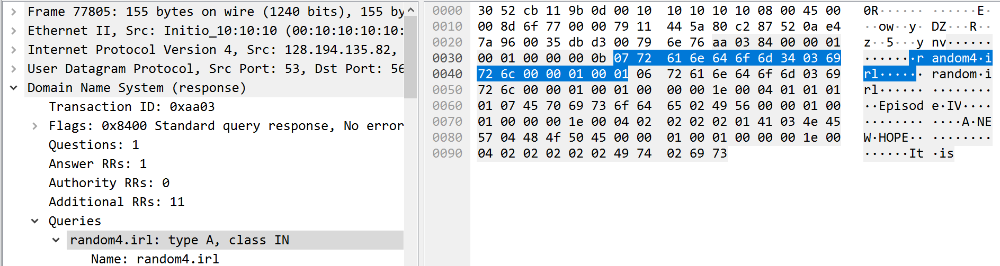 Frame 77805: 155 bytes on wire (1240 bits), 155 by
Ethernet II, Src: Initio_10:10:10 (00:10:10:10:10:
Internet Protocol Version 4, Src: 128.194.135.82,
User Datagram Protocol, Src Port: 53, Dst Port: 56
Domain Name System (response)
Transaction ID: 0xaa03
Flags: 0x8400 Standard query response, No error
Questions: 1
Answer RRs: 1
Authority RRs: 0
Additional RRs: 11
Queries
random4.irl: type A, class IN
Name: random4.irl
0000 30 52 cb 11 9b 0d 00 10 10 10 10 10 08 00 45 00 0R······ ······E·
0010 00 8d 6f 77 00 00 79 11 44 5a 80 c2 87 52 0a e4 ··ow··y· DZ···R··
0020 7a 96 00 35 db d3 00 79 6e 76 aa 03 84 00 00 01 z··5···y nv······
0030 00 01 00 00 00 0b 07 72 61 6e 64 6f 6d 34 03 69 ·······r andom4·i
0040 72 6c 00 00 01 00 01 06 72 61 6e 64 6f 6d 03 69 rl······ random·i
0050 72 6c 00 00 01 00 01 00 00 00 1e 00 04 01 01 01 rl······ ········
0060 01 07 45 70 69 73 6f 64 65 02 49 56 00 00 01 00 ··Episod e·IV····
0070 01 00 00 00 1e 00 04 02 02 02 02 01 41 03 4e 45 ········ ····A·NE
0080 57 04 48 4f 50 45 00 00 01 00 01 00 00 00 1e 00 W·HOPE·· ········
0090 04 02 02 02 02 02 49 74 02 69 73 ······It ·is